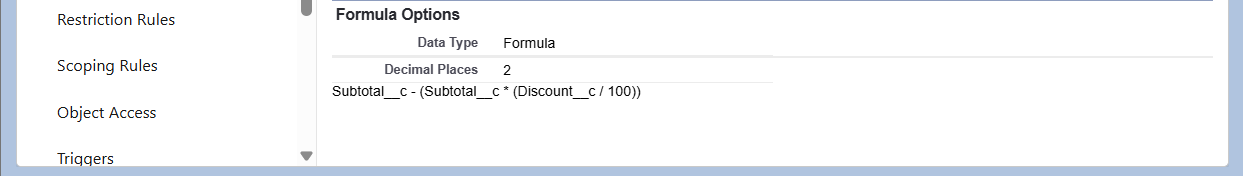 Restriction Rules
Scoping Rules
Object Access
Triggers
Formula Options
Data Type Formula
Decimal Places 2
Subtotal__c - (Subtotal__c * (Discount__c / 100))